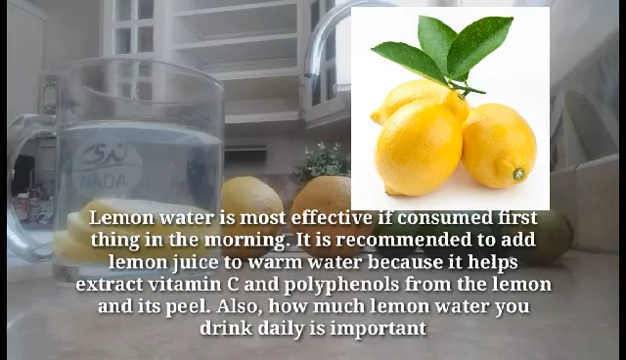 ندى
NADA
Lemon water is most effective if consumed first
thing in the morning. It is recommended to add
lemon juice to warm water because it helps
extract vitamin C and polyphenols from the lemon
and its peel. Also, how much lemon water you
drink daily is important